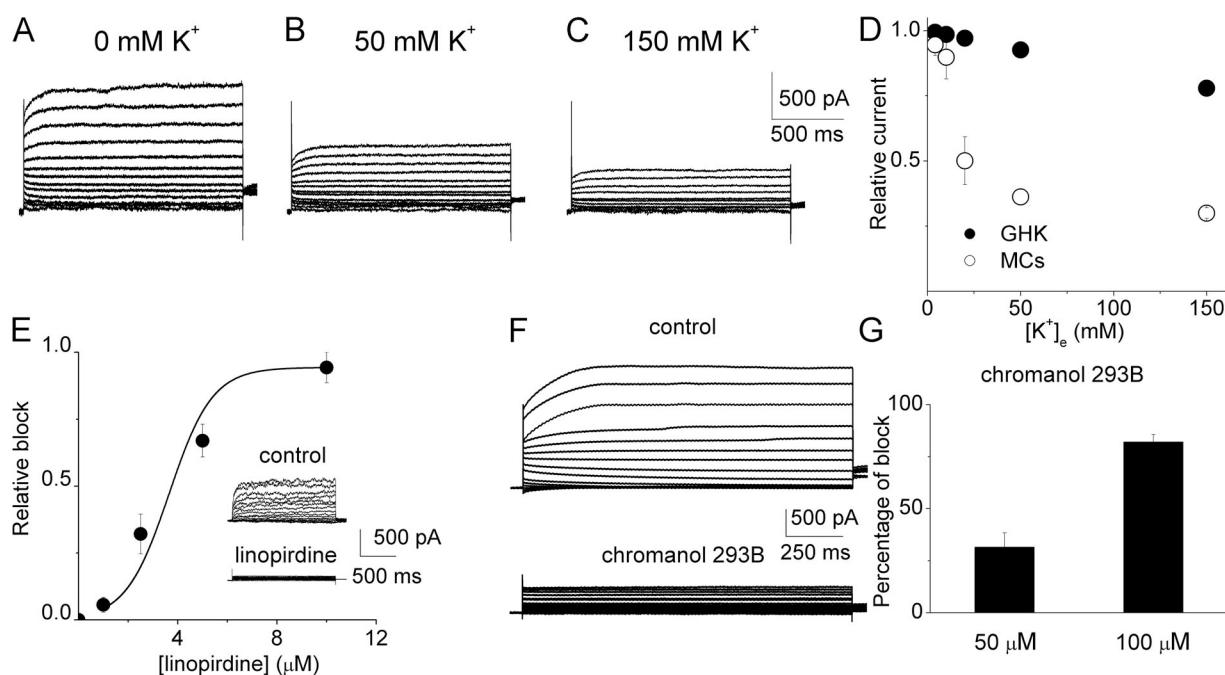 A
0 mM K⁺
B
50 mM K⁺
C
150 mM K⁺
500 pA
500 ms
D
Relative current
1.0
0.5
GHK
MCs
0
50
100
150
[K⁺]ₑ (mM)
E
Relative block
1.0
0.5
0.0
control
500 pA
linopirdine
500 ms
4
8
12
[linopirdine] (μM)
F
control
500 pA
250 ms
chromanol 293B
G
chromanol 293B
Percentage of block
100
50
0
50 μM
100 μM